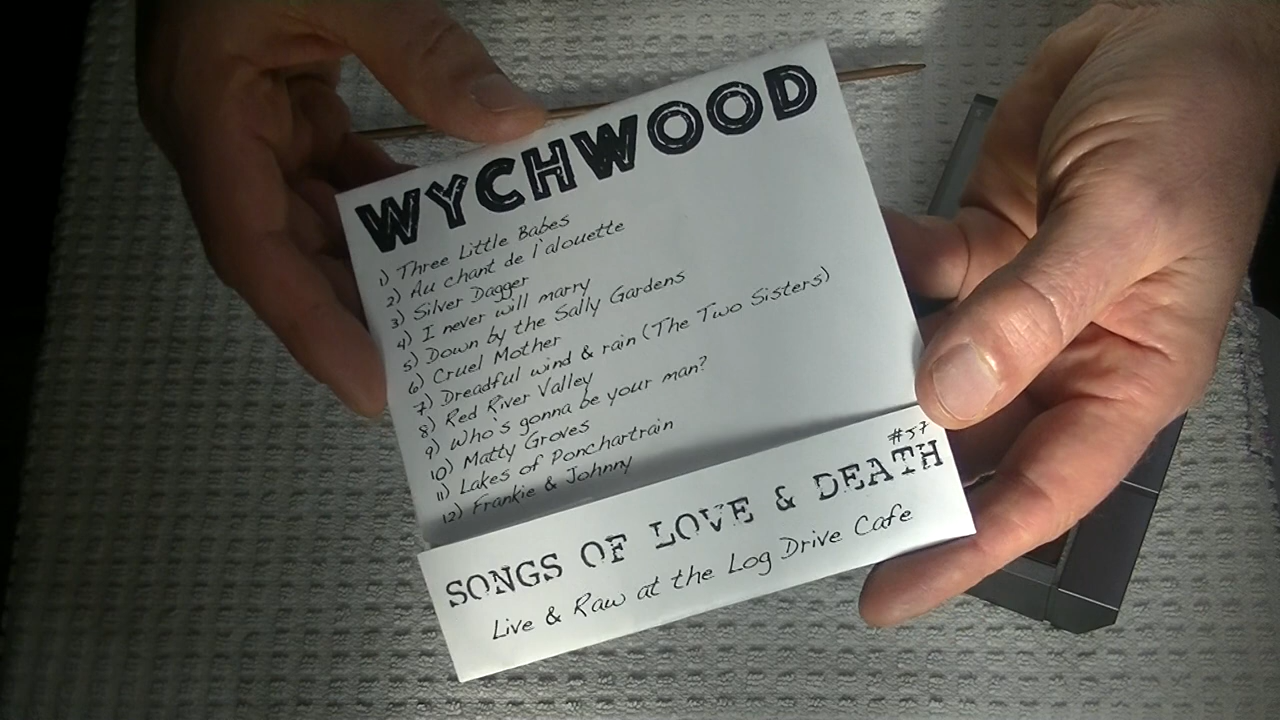 WYCHWOOD
1) Three Little Babes
2) Au chant de l'alouette
3) Silver Dagger
4) I never will marry
5) Down by the Sally Gardens
6) Cruel Mother
7) Dreadful wind & rain (The Two Sisters)
8) Red River Valley
9) Who's gonna be your man?
10) Matty Groves
11) Lakes of Ponchartrain
12) Frankie & Johnny
#57
SONGS OF LOVE & DEATH
Live & Raw at the Log Drive Cafe